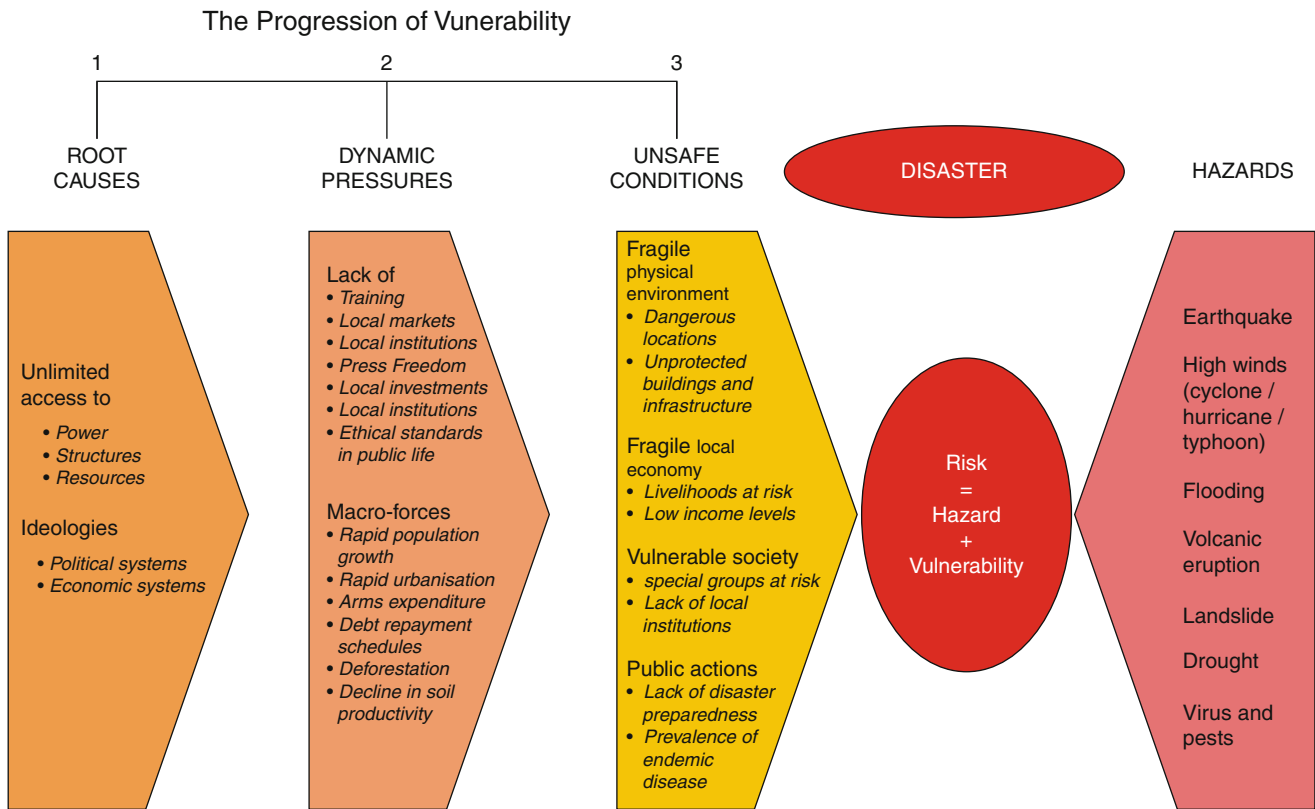 The Progression of Vunerability
1
2
3
ROOT
CAUSES
DYNAMIC
PRESSURES
UNSAFE
CONDITIONS
DISASTER
HAZARDS
Unlimited
access to
• Power
• Structures
• Resources
Ideologies
• Political systems
• Economic systems
Lack of
• Training
• Local markets
• Local institutions
• Press Freedom
• Local investments
• Local institutions
• Ethical standards
in public life
Macro-forces
• Rapid population
growth
• Rapid urbanisation
• Arms expenditure
• Debt repayment
schedules
• Deforestation
• Decline in soil
productivity
Fragile
physical
environment
• Dangerous
locations
• Unprotected
buildings and
infrastructure
Fragile local
economy
• Livelihoods at risk
• Low income levels
Vulnerable society
• special groups at risk
• Lack of local
institutions
Public actions
• Lack of disaster
preparedness
• Prevalence of
endemic
disease
Risk
=
Hazard
+
Vulnerability
Earthquake
High winds
(cyclone /
hurricane /
typhoon)
Flooding
Volcanic
eruption
Landslide
Drought
Virus and
pests